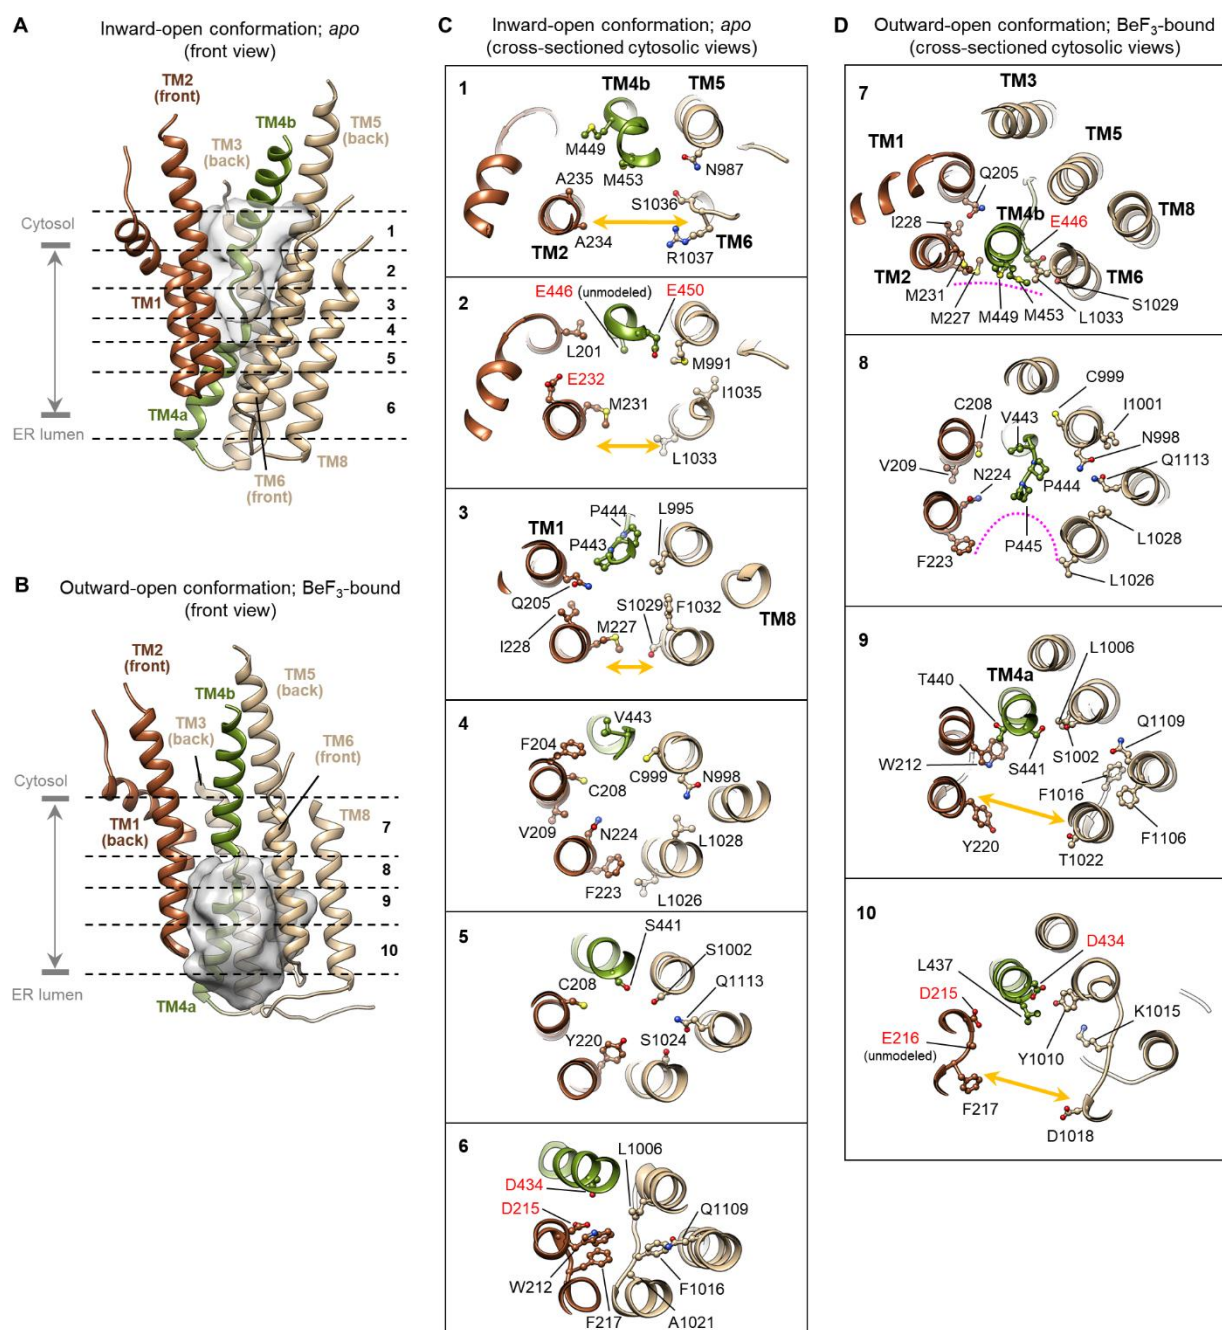 A
Inward-open conformation; apo
(front view)
TM2
(front)
TM4b
TM5
(back)
TM3
(back)
Cytosol
1
2
TM1
3
4
5
6
TM4a
ER lumen
TM8
TM6
(front)
B
Outward-open conformation; BeF3-bound
(front view)
TM2
(front)
TM5
(back)
TM4b
TM3
(back)
TM6
(front)
Cytosol
TM8
TM1
(back)
7
8
9
10
ER lumen
TM4a
C
Inward-open conformation; apo
(cross-sectioned cytosolic views)
1
TM4b
TM5
M449
N987
A235
M453
S1036
A234
TM2
TM6
R1037
2
E446 (unmodeled)
E450
L201
M991
E232
M231
I1035
L1033
3
P444
L995
TM1
P443
Q205
S1029
F1032
M227
TM8
I228
4
V443
F204
C999
N998
C208
V209
N224
L1028
F223
L1026
5
S441
S1002
C208
Q1113
Y220
S1024
6
L1006
D434
Q1109
D215
W212
F1016
F217
A1021
D
Outward-open conformation; BeF3-bound
(cross-sectioned cytosolic views)
7
TM3
TM1
TM5
Q205
TM4b
TM8
I228
E446
TM2
TM6
M231
S1029
M227
M449
M453
L1033
8
C999
C208
V443
I1001
N998
V209
N224
Q1113
P444
P445
L1028
F223
L1026
9
L1006
TM4a
T440
Q1109
S1002
W212
S441
F1016
F1106
Y220
T1022
10
D434
L437
D215
K1015
E216
(unmodeled)
Y1010
F217
D1018